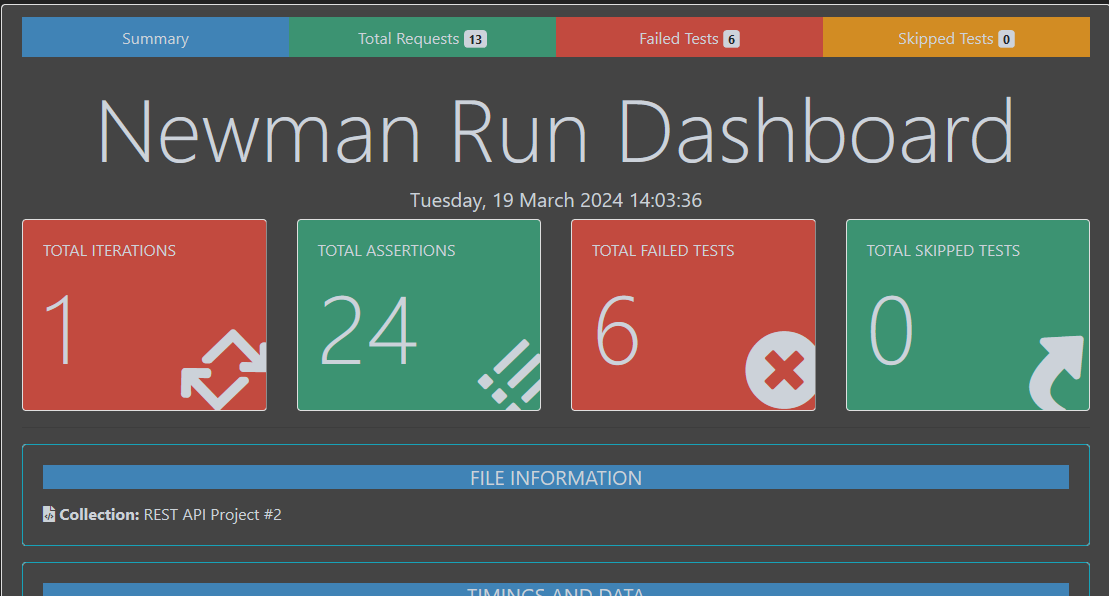 Summary
Total Requests 13
Failed Tests 6
Skipped Tests 0
Newman Run Dashboard
Tuesday, 19 March 2024 14:03:36
TOTAL ITERATIONS
1
TOTAL ASSERTIONS
24
TOTAL FAILED TESTS
6
TOTAL SKIPPED TESTS
0
FILE INFORMATION
Collection: REST API Project #2
TIMINGS AND DATA